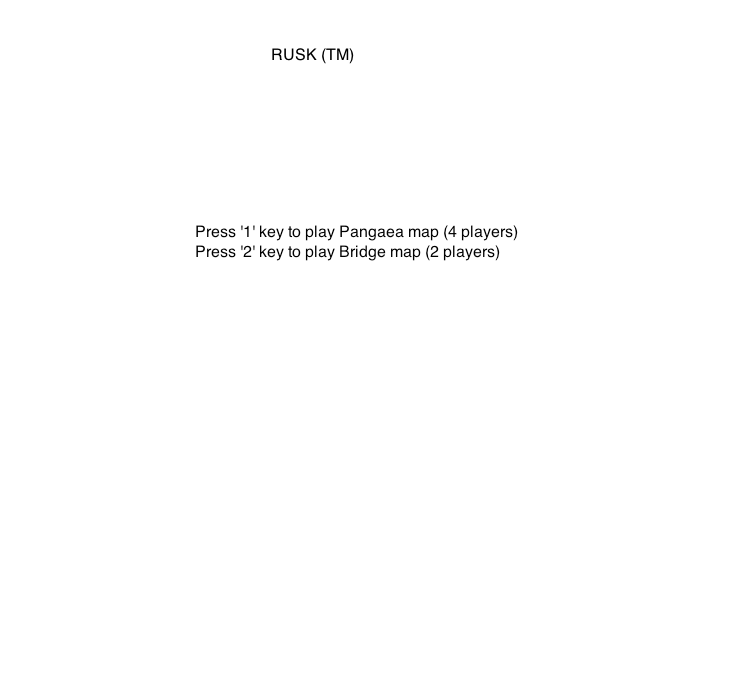 RUSK (TM)
Press '1' key to play Pangaea map (4 players)
Press '2' key to play Bridge map (2 players)